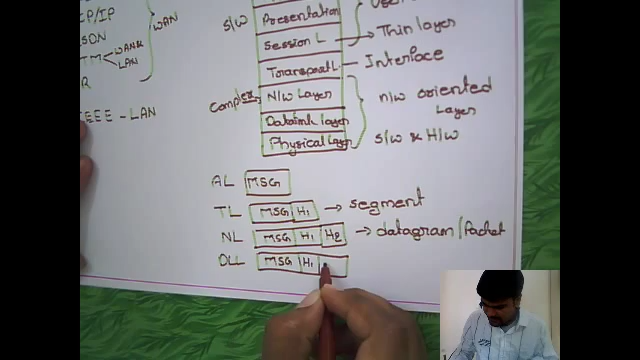 CP/IP
WAN
SON
TM
WAN&
LAN
R
IEEE - LAN
S/W
Presentation
Session L → Thin layer
Transport L - Interface
Complex N/W Layer
n/w oriented
Layer
Datalink layer
Physical Layer
S/W & H/W
AL MSG
TL MSG H1 → segment
NL MSG H1 H2 → datagram/Packet
DLL MSG H1